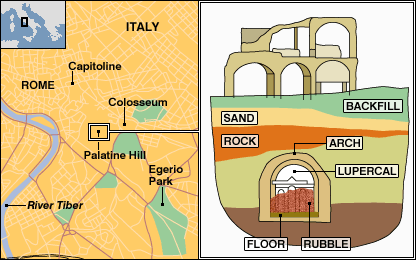 ITALY
Capitoline
ROME
Colosseum
Palatine Hill
Egerio
Park
River Tiber
BACKFILL
SAND
ROCK
ARCH
LUPERCAL
FLOOR
RUBBLE